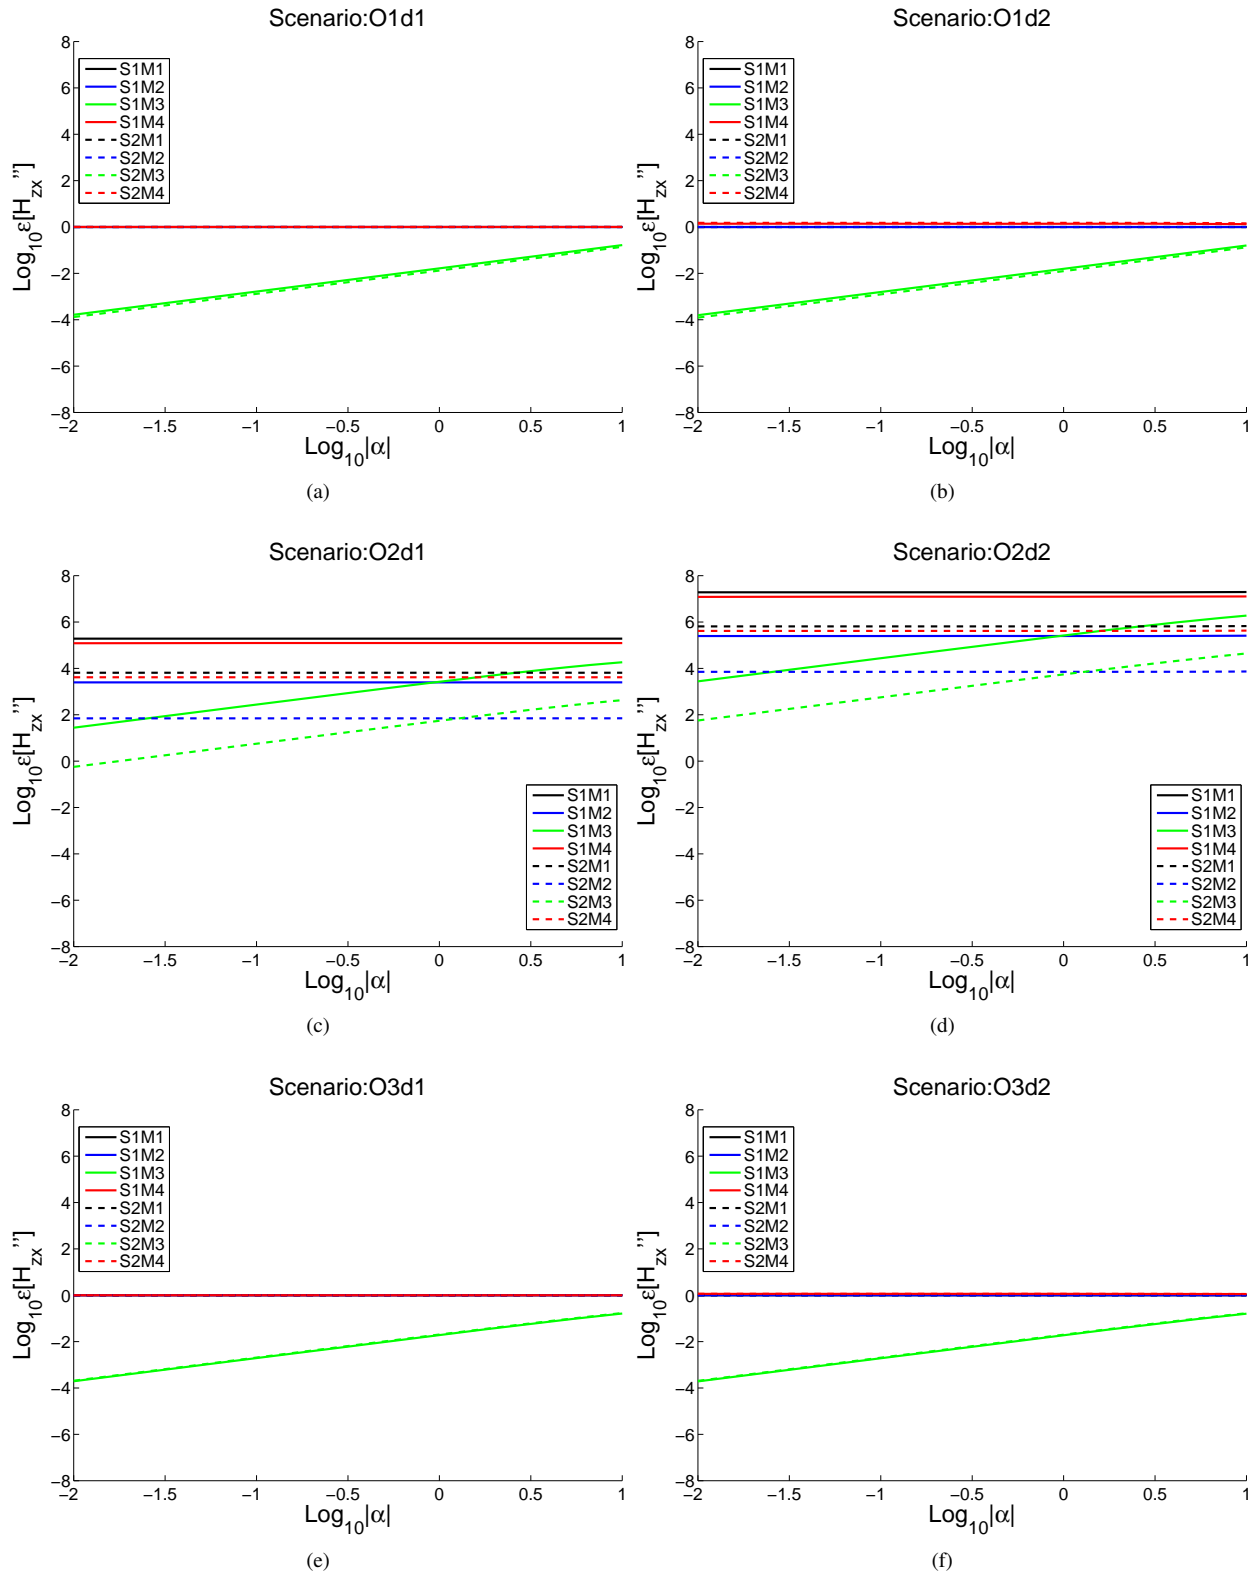 Scenario:O1d1
Log10ε[Hzx’’]
8
6
4
2
0
−2
−4
−6
−8
S1M1
S1M2
S1M3
S1M4
S2M1
S2M2
S2M3
S2M4
−2 −1.5 −1 −0.5 0 0.5 1
Log10|α|
(a)
Scenario:O1d2
Log10ε[Hzx’’]
8
6
4
2
0
−2
−4
−6
−8
S1M1
S1M2
S1M3
S1M4
S2M1
S2M2
S2M3
S2M4
−2 −1.5 −1 −0.5 0 0.5 1
Log10|α|
(b)
Scenario:O2d1
Log10ε[Hzx’’]
8
6
4
2
0
−2
−4
−6
−8
S1M1
S1M2
S1M3
S1M4
S2M1
S2M2
S2M3
S2M4
−2 −1.5 −1 −0.5 0 0.5 1
Log10|α|
(c)
Scenario:O2d2
Log10ε[Hzx’’]
8
6
4
2
0
−2
−4
−6
−8
S1M1
S1M2
S1M3
S1M4
S2M1
S2M2
S2M3
S2M4
−2 −1.5 −1 −0.5 0 0.5 1
Log10|α|
(d)
Scenario:O3d1
Log10ε[Hzx’’]
8
6
4
2
0
−2
−4
−6
−8
S1M1
S1M2
S1M3
S1M4
S2M1
S2M2
S2M3
S2M4
−2 −1.5 −1 −0.5 0 0.5 1
Log10|α|
(e)
Scenario:O3d2
Log10ε[Hzx’’]
8
6
4
2
0
−2
−4
−6
−8
S1M1
S1M2
S1M3
S1M4
S2M1
S2M2
S2M3
S2M4
−2 −1.5 −1 −0.5 0 0.5 1
Log10|α|
(f)